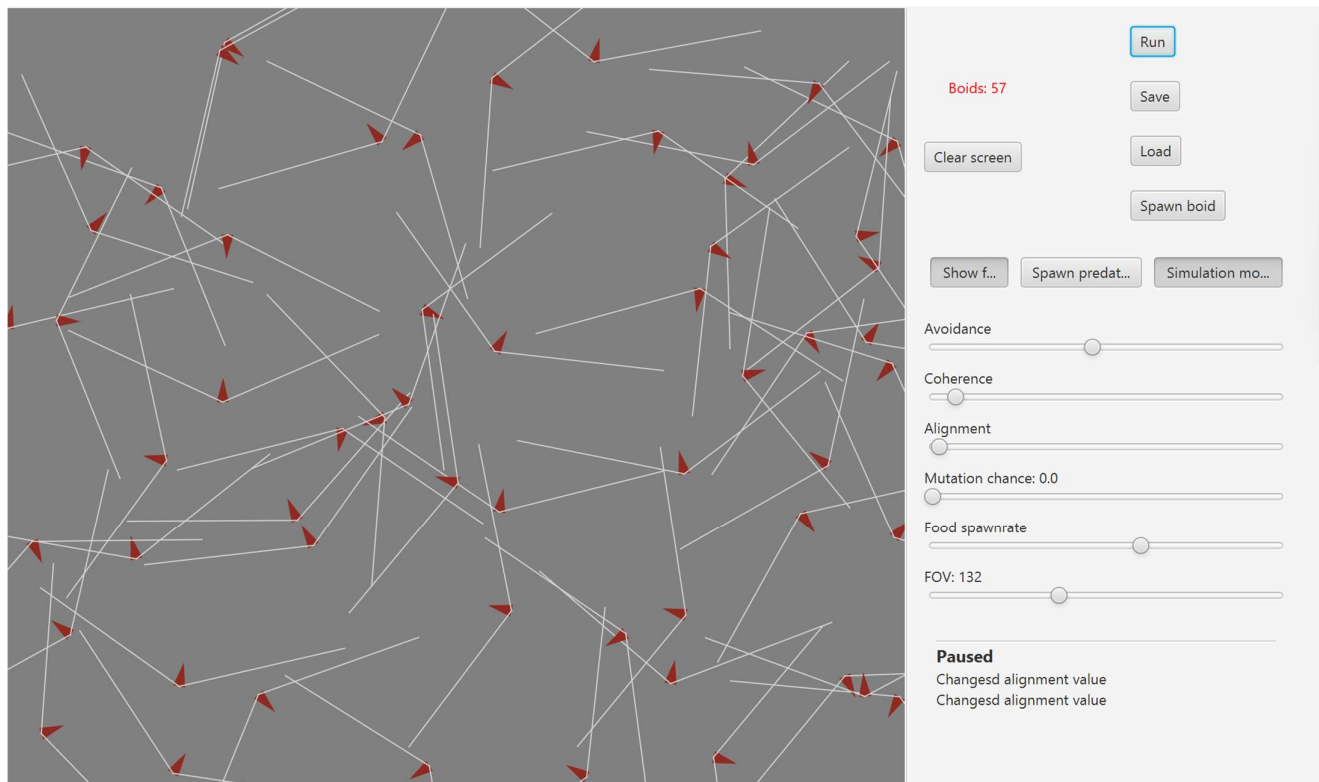 Run
Boids: 57
Save
Clear screen
Load
Spawn boid
Show f...
Spawn predat...
Simulation mo...
Avoidance
Coherence
Alignment
Mutation chance: 0.0
Food spawnrate
FOV: 132
Paused
Changesd alignment value
Changesd alignment value